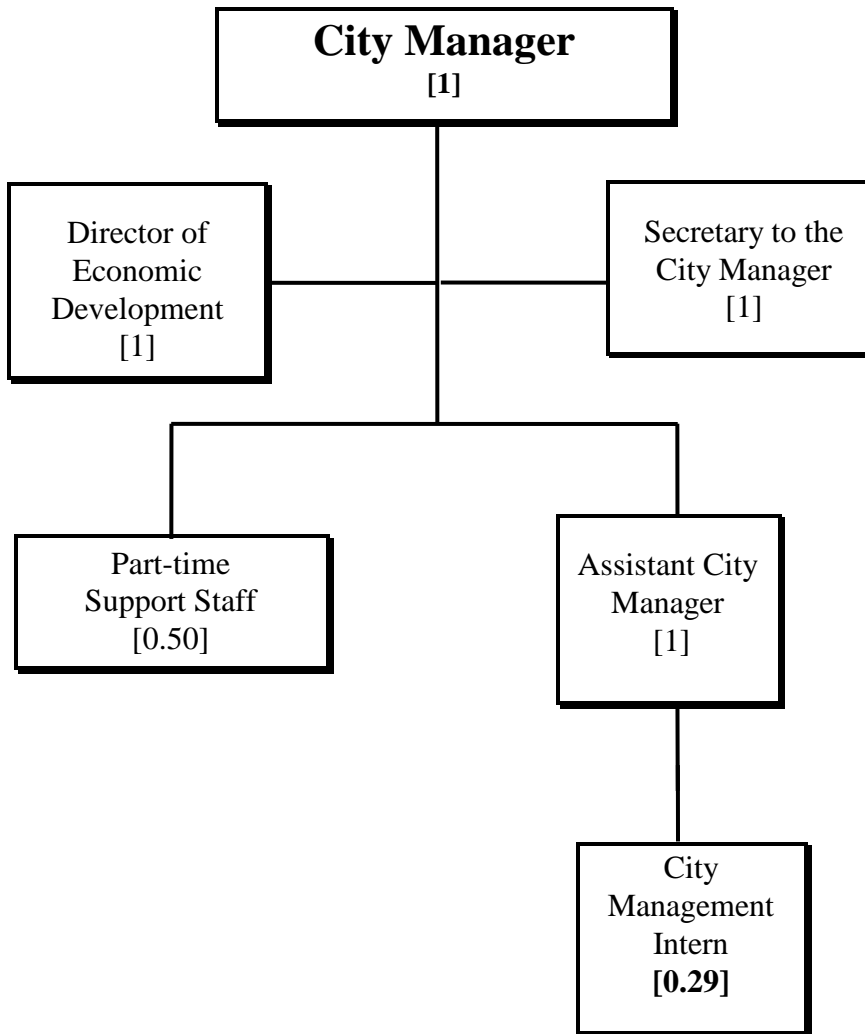 City Manager
[1]
Director of
Economic
Development
[1]
Secretary to the
City Manager
[1]
Part-time
Support Staff
[0.50]
Assistant City
Manager
[1]
City
Management
Intern
[0.29]